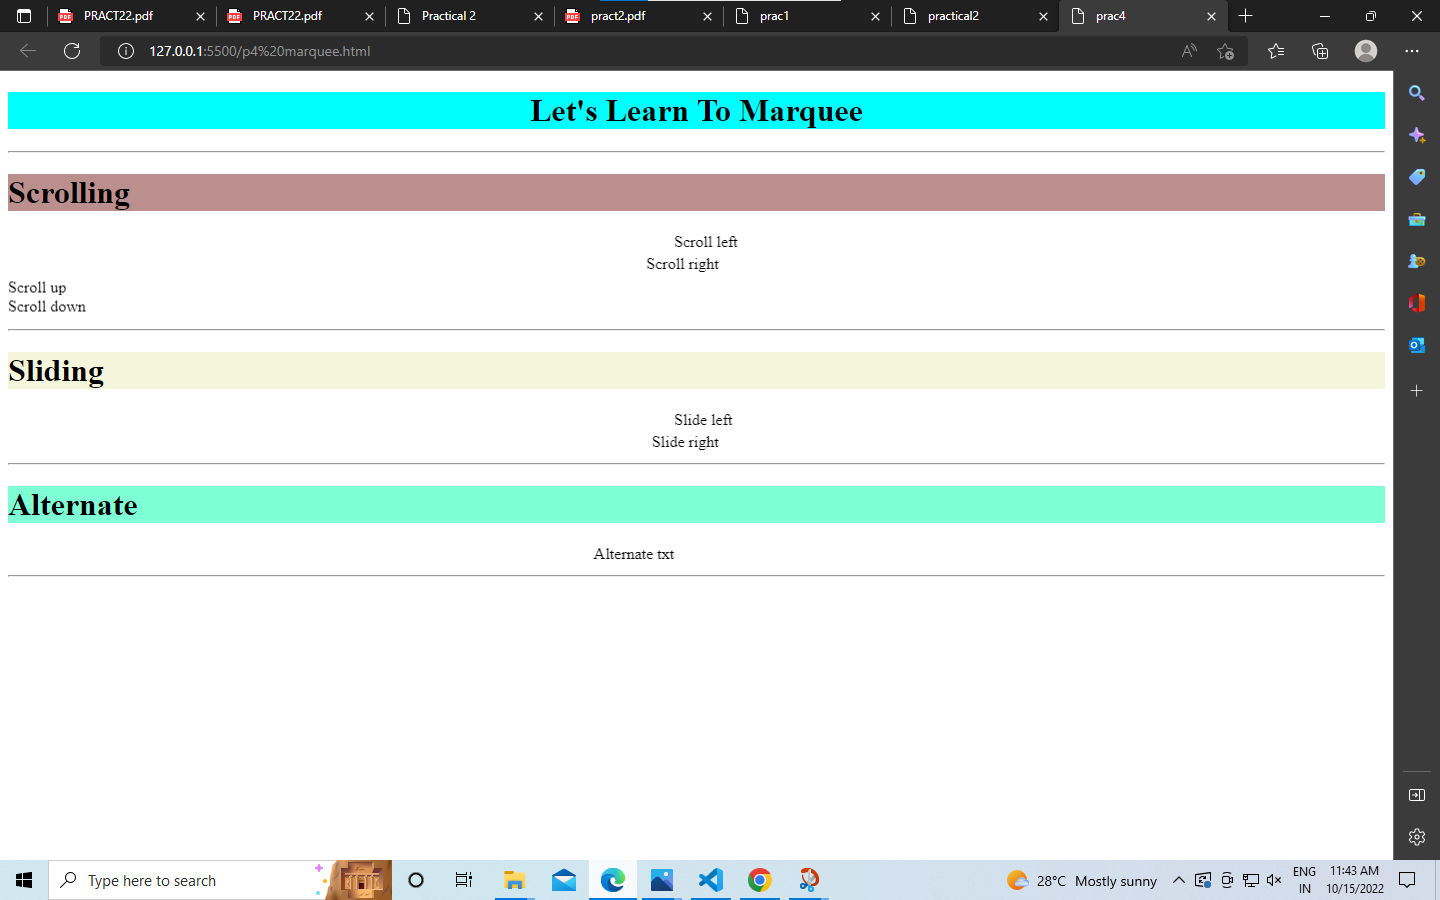 PRACT22.pdf
PRACT22.pdf
Practical 2
pract2.pdf
prac1
practical2
prac4
127.0.0.1:5500/p4%20marquee.html
Let's Learn To Marquee
Scrolling
Scroll left
Scroll right
Scroll up
Scroll down
Sliding
Slide left
Slide right
Alternate
Alternate txt
Type here to search
28°C Mostly sunny
ENG
IN
11:43 AM
10/15/2022